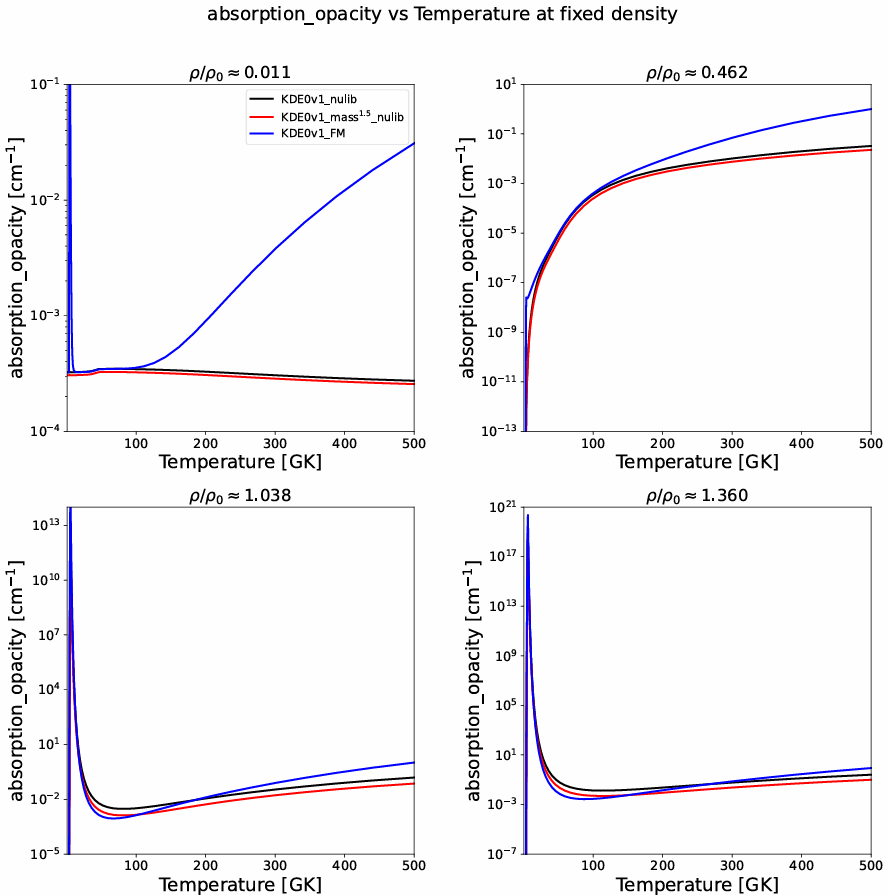 absorption_opacity vs Temperature at fixed density
ρ/ρ₀ ≈ 0.011
10⁻¹
10⁻²
10⁻³
10⁻⁴
absorption_opacity [cm⁻¹]
KDE0v1_nulib
KDE0v1_mass¹·⁵_nulib
KDE0v1_FM
100 200 300 400 500
Temperature [GK]
ρ/ρ₀ ≈ 0.462
10¹
10⁻¹
10⁻³
10⁻⁵
10⁻⁷
10⁻⁹
10⁻¹¹
10⁻¹³
absorption_opacity [cm⁻¹]
100 200 300 400 500
Temperature [GK]
ρ/ρ₀ ≈ 1.038
10¹³
10¹⁰
10⁷
10⁴
10¹
10⁻²
10⁻⁵
absorption_opacity [cm⁻¹]
100 200 300 400 500
Temperature [GK]
ρ/ρ₀ ≈ 1.360
10²¹
10¹⁷
10¹³
10⁹
10⁵
10¹
10⁻³
10⁻⁷
absorption_opacity [cm⁻¹]
100 200 300 400 500
Temperature [GK]